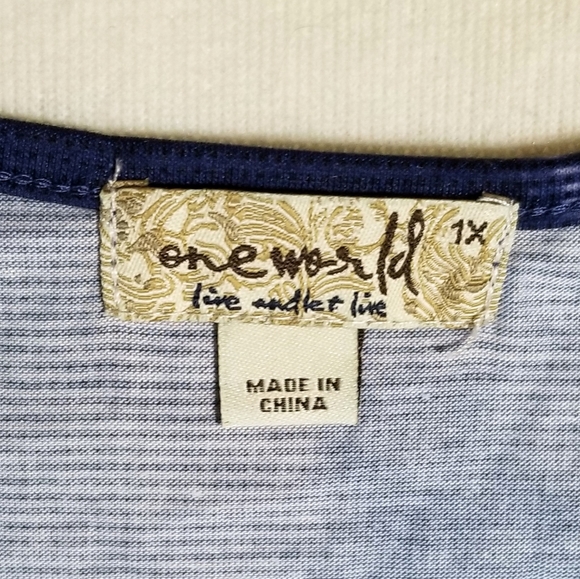 one world 1X
live and let live
MADE IN
CHINA